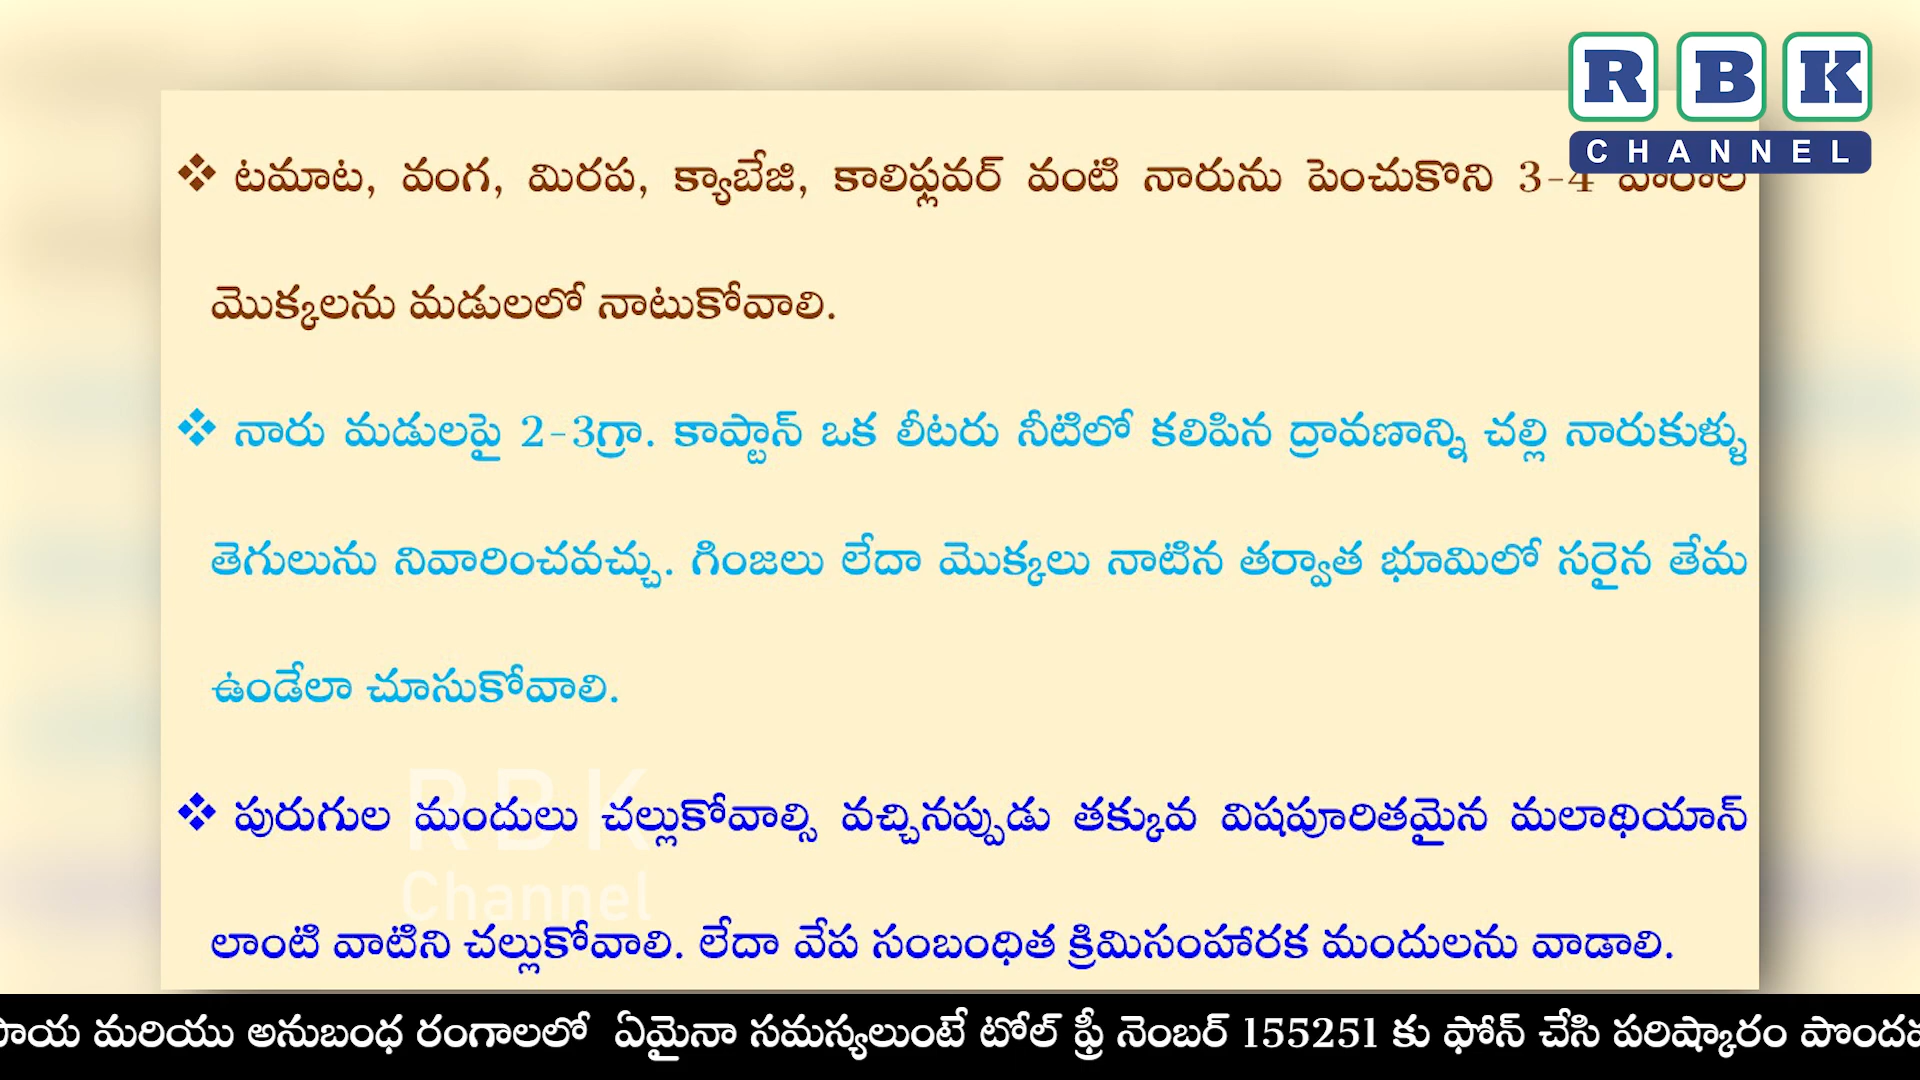 R B K
CHANNEL
❖ టమాట, వంగ, మిరప, క్యాబేజి, కాలిఫ్లవర్ వంటి నారును పెంచుకొని 3-4 వారాల
మొక్కలను మడులలో నాటుకోవాలి.
❖ నారు మడులపై 2-3గ్రా. కాప్టాన్ ఒక లీటరు నీటిలో కలిపిన ద్రావణాన్ని చల్లి నారుకుళ్ళు
తెగులును నివారించవచ్చు. గింజలు లేదా మొక్కలు నాటిన తర్వాత భూమిలో సరైన తేమ
ఉండేలా చూసుకోవాలి.
❖ పురుగుల మందులు చల్లుకోవాల్సి వచ్చినప్పుడు తక్కువ విషపూరితమైన మలాథియాన్
లాంటి వాటిని చల్లుకోవాలి. లేదా వేప సంబంధిత క్రిమిసంహారక మందులను వాడాలి.
RBK
Channel
మరియు అనుబంధ రంగాలలో ఏమైనా సమస్యలుంటే టోల్ ఫ్రీ నెంబర్ 155251 కు ఫోన్ చేసి పరిష్కారం